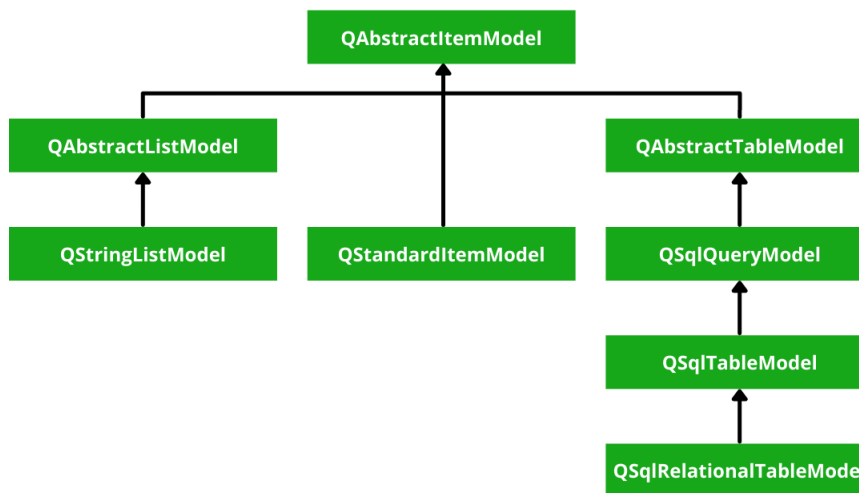 QAbstractItemModel
QAbstractListModel
QAbstractTableModel
QStringListModel
QStandardItemModel
QSqlQueryModel
QSqlTableModel
QSqlRelationalTableMode